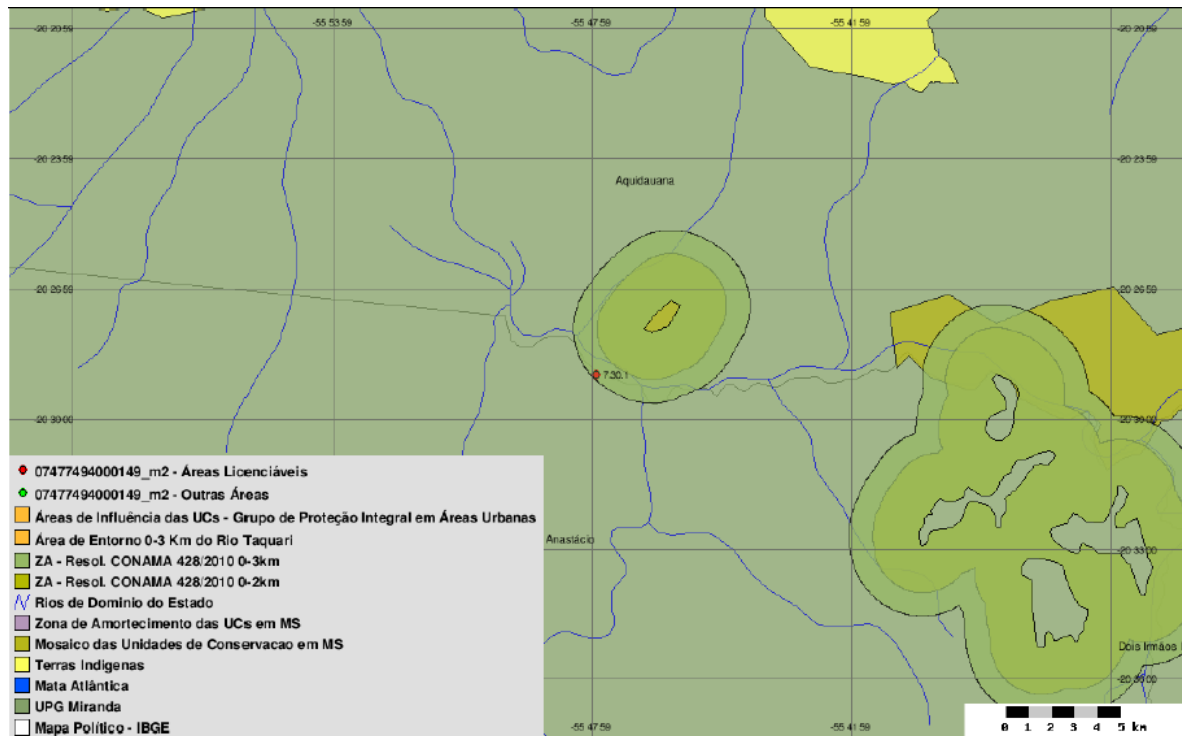 -55 53 59
-55 47 59
-55 41 59
-20 20 59
-20 20 59
-20 23 59
-20 23 59
Aquidauana
-20 26 59
-20 26 59
7.30.1
-20 30 00
-20 30 00
07477494000149_m2 - Áreas Licenciáveis
07477494000149_m2 - Outras Áreas
Áreas de Influência das UCs - Grupo de Proteção Integral em Áreas Urbanas
Área de Entorno 0-3 Km do Rio Taquari
Anastácio
-20 33 00
ZA - Resol. CONAMA 428/2010 0-3km
ZA - Resol. CONAMA 428/2010 0-2km
Rios de Dominio do Estado
Zona de Amortecimento das UCs em MS
Mosaico das Unidades de Conservacao em MS
Dois Irmãos
Terras Indigenas
-20 36 00
Mata Atlântica
UPG Miranda
Mapa Político - IBGE
-55 47 59
-55 41 59
0 1 2 3 4 5 km